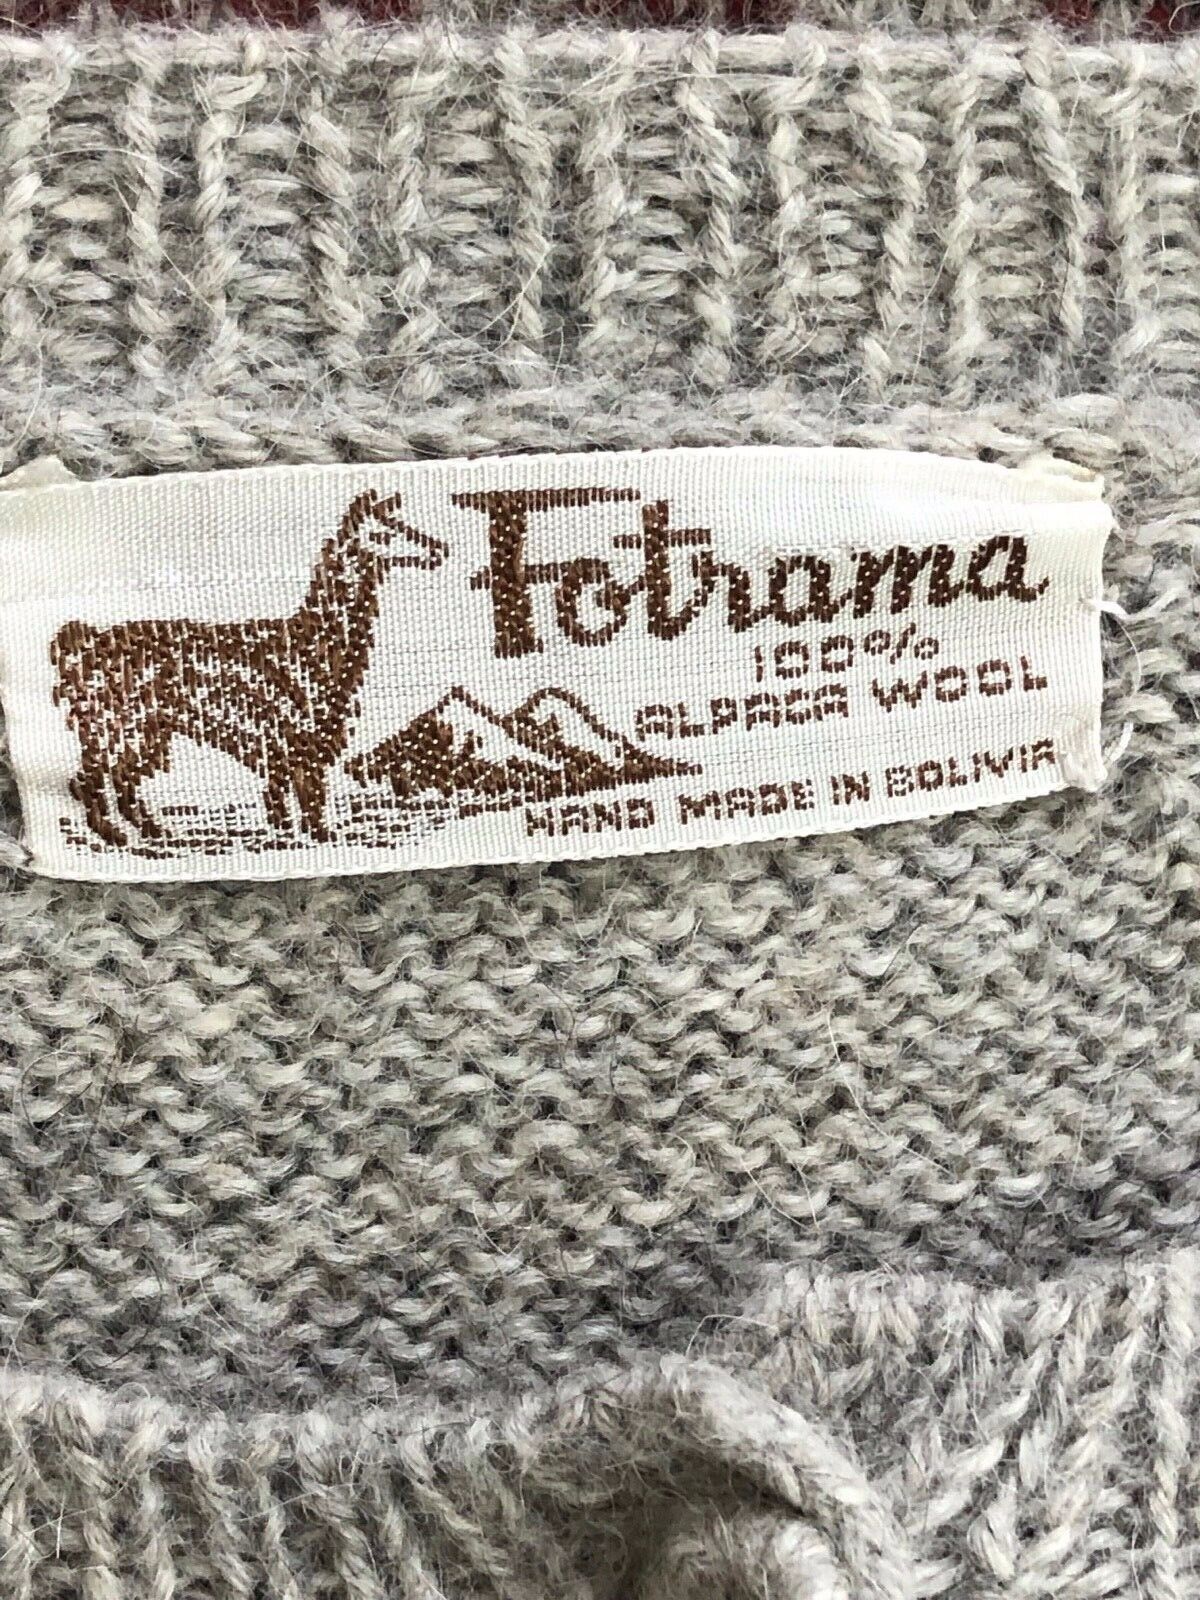 Fotrama
100%
ALPACA WOOL
HAND MADE IN BOLIVIA